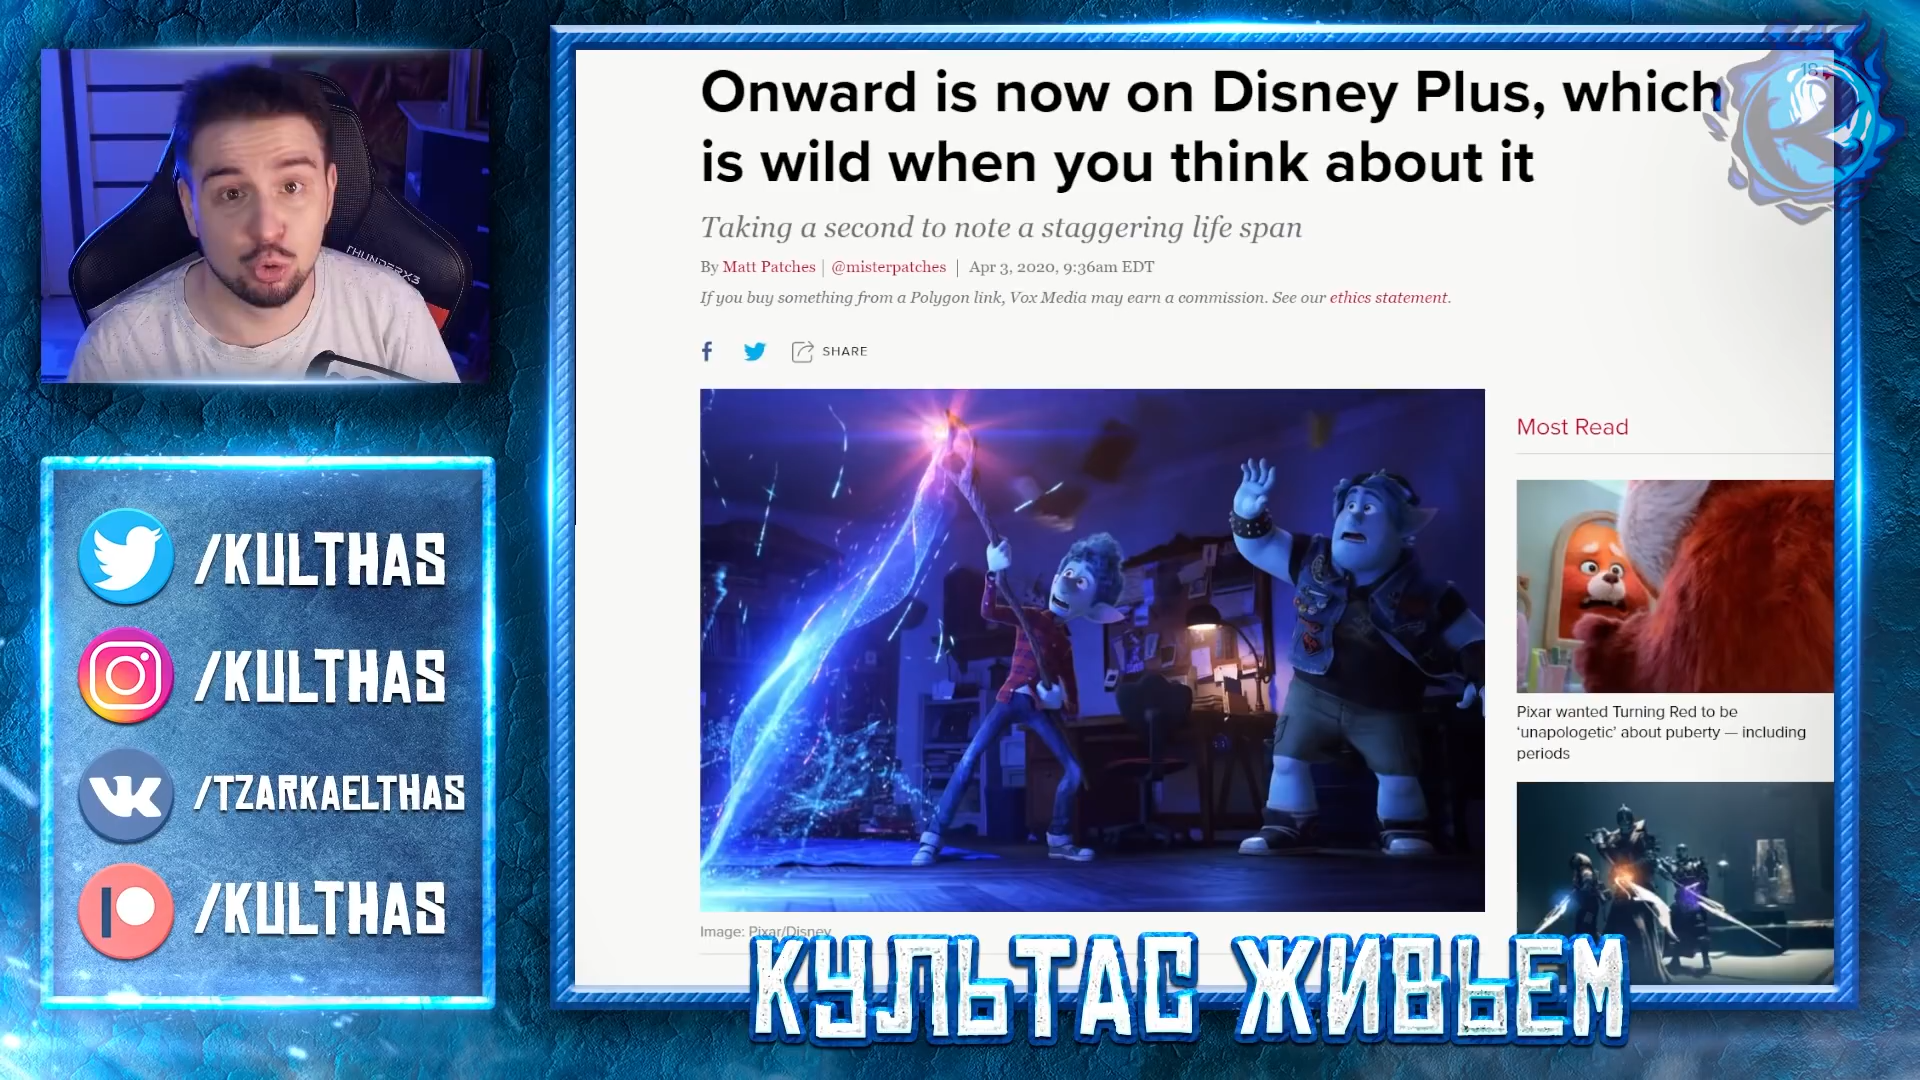 THUNDERX3
/KULTHAS
/KULTHAS
/TZARKAELTHAS
/KULTHAS
Onward is now on Disney Plus, which
is wild when you think about it
Taking a second to note a staggering life span
By Matt Patches | @misterpatches | Apr 3, 2020, 9:36am EDT
If you buy something from a Polygon link, Vox Media may earn a commission. See our ethics statement.
SHARE
Most Read
Pixar wanted Turning Red to be
‘unapologetic’ about puberty — including
periods
Image: Pixar/Disney
КУЛЬТАС ЖИВЬЕМ